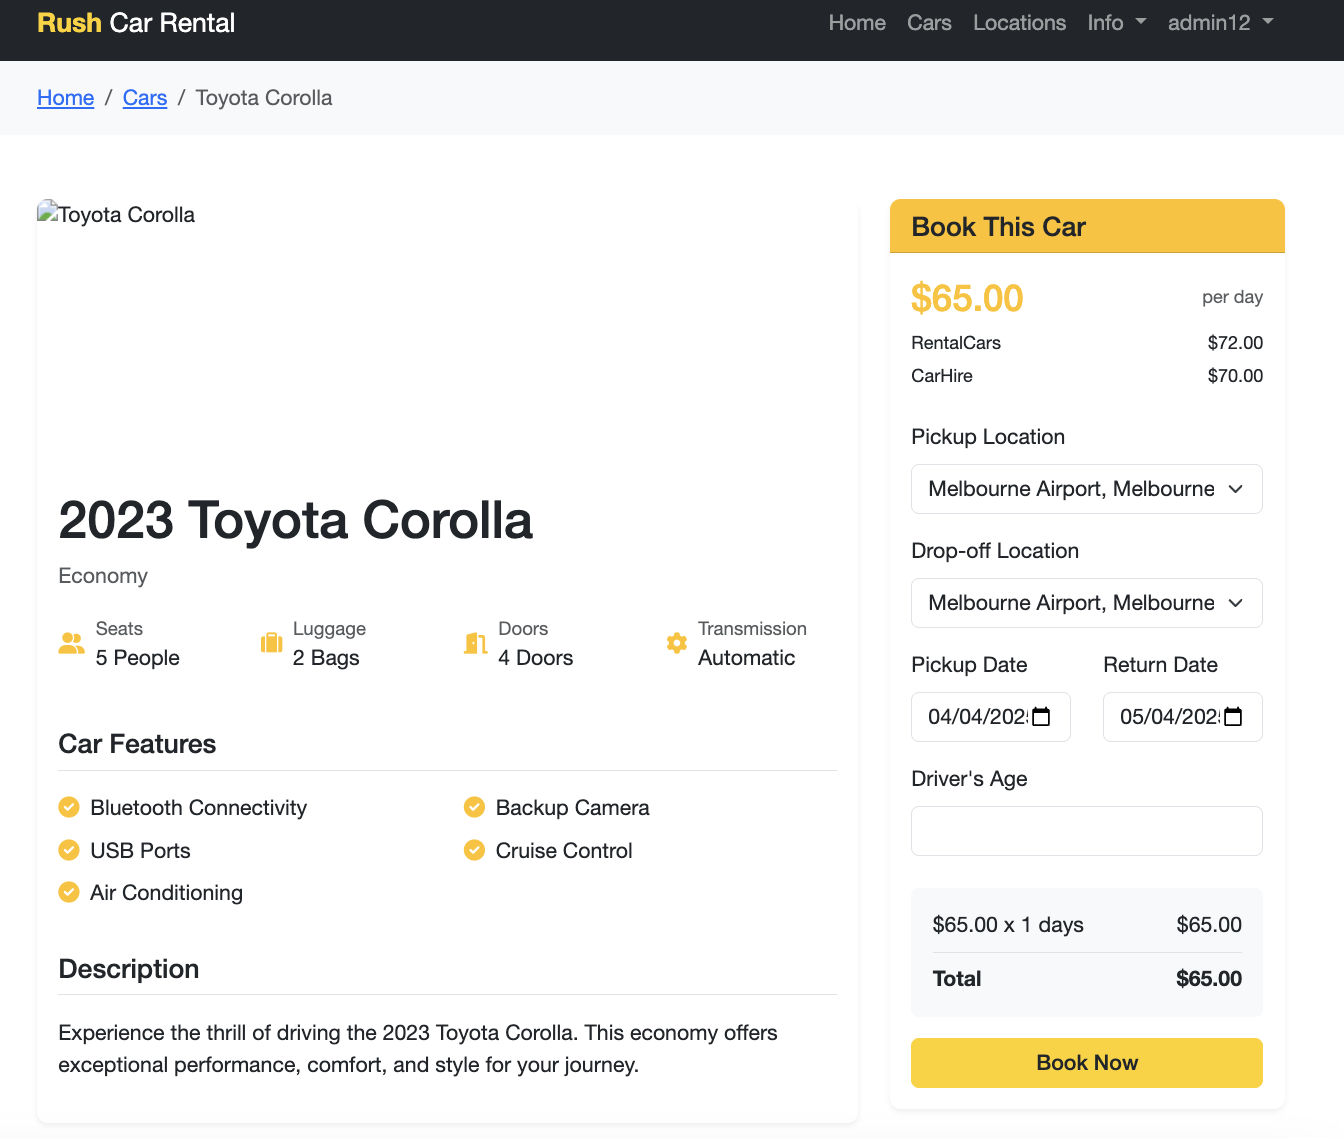 Rush Car Rental
Home Cars Locations Info admin12
Home / Cars / Toyota Corolla
Toyota Corolla
2023 Toyota Corolla
Economy
Seats
5 People
Luggage
2 Bags
Doors
4 Doors
Transmission
Automatic
Car Features
Bluetooth Connectivity
Backup Camera
USB Ports
Cruise Control
Air Conditioning
Description
Experience the thrill of driving the 2023 Toyota Corolla. This economy offers
exceptional performance, comfort, and style for your journey.
Book This Car
$65.00 per day
RentalCars $72.00
CarHire $70.00
Pickup Location
Melbourne Airport, Melbourne
Drop-off Location
Melbourne Airport, Melbourne
Pickup Date Return Date
04/04/202 05/04/202
Driver's Age
$65.00 x 1 days $65.00
Total $65.00
Book Now